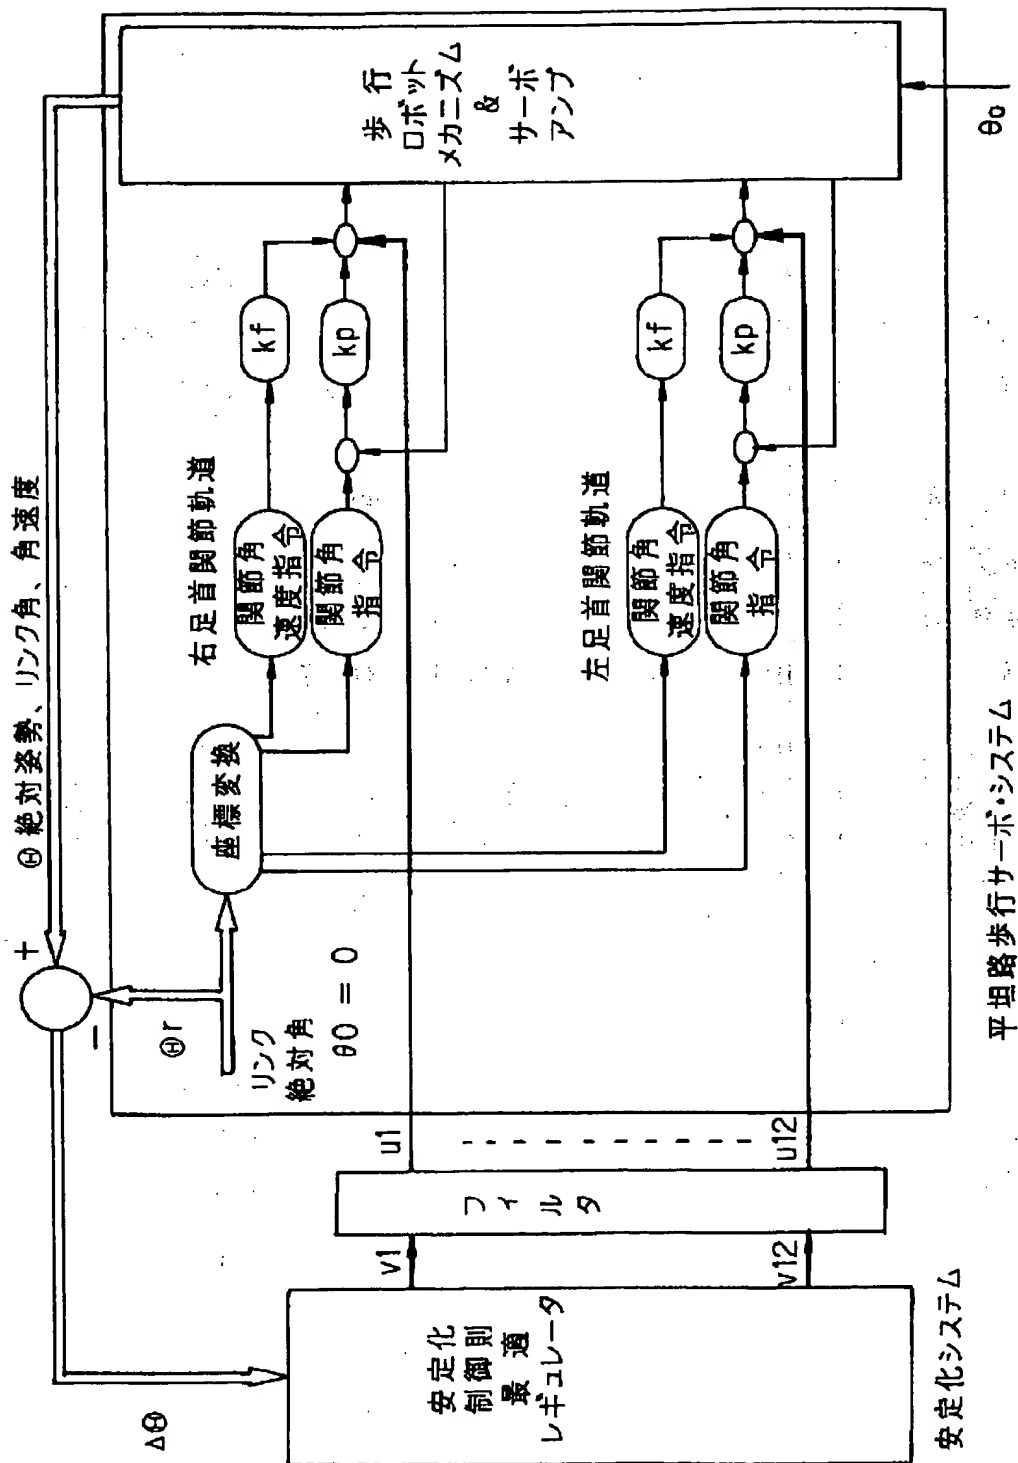 Θ 絶対姿勢、リンク角、角速度
+
−
Θr
ΔΘ
リンク
絶対角
θ0 = 0
座標変換
右足首関節軌道
関節角
速度指令
関節角
指令
kf
kp
左足首関節軌道
関節角
速度指令
関節角
指令
kf
kp
歩行
ロボット
メカニズム
&
サーボ
アンプ
θ0
安定化
制御則
最適
レギュレータ
v1
v12
フィルタ
u1
u12
安定化システム
平坦路歩行サーボ・システム